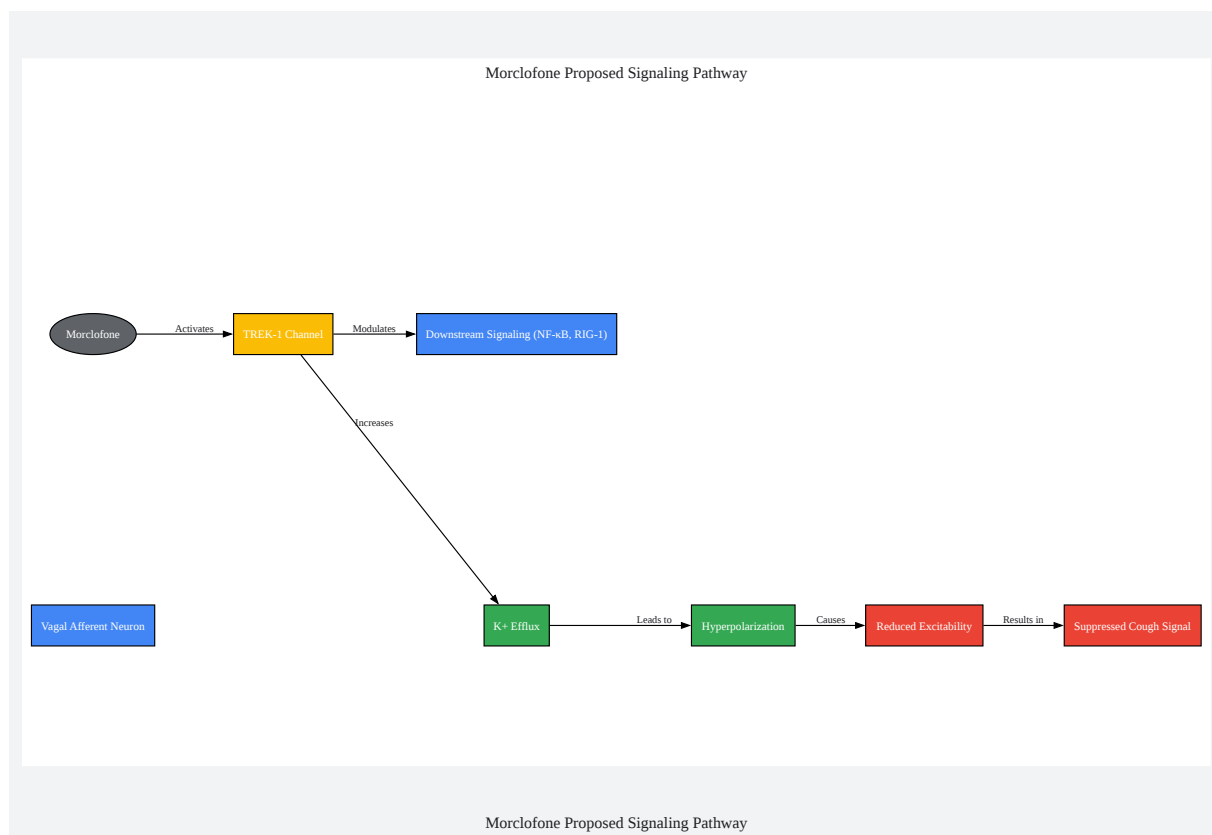 Morclofone Proposed Signaling Pathway
Morclofone
Activates
TREK-1 Channel
Modulates
Downstream Signaling (NF-κB, RIG-1)
Increases
Vagal Afferent Neuron
K+ Efflux
Leads to
Hyperpolarization
Causes
Reduced Excitability
Results in
Suppressed Cough Signal
Morclofone Proposed Signaling Pathway